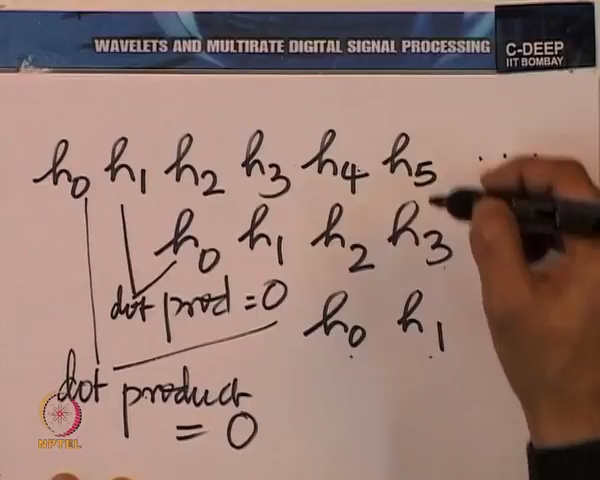 WAVELETS AND MULTIRATE DIGITAL SIGNAL PROCESSING
C-DEEP
IIT BOMBAY
h0 h1 h2 h3 h4 h5 ...
h0 h1 h2 h3
dot prod = 0
h0 h1
dot product
= 0
NPTEL